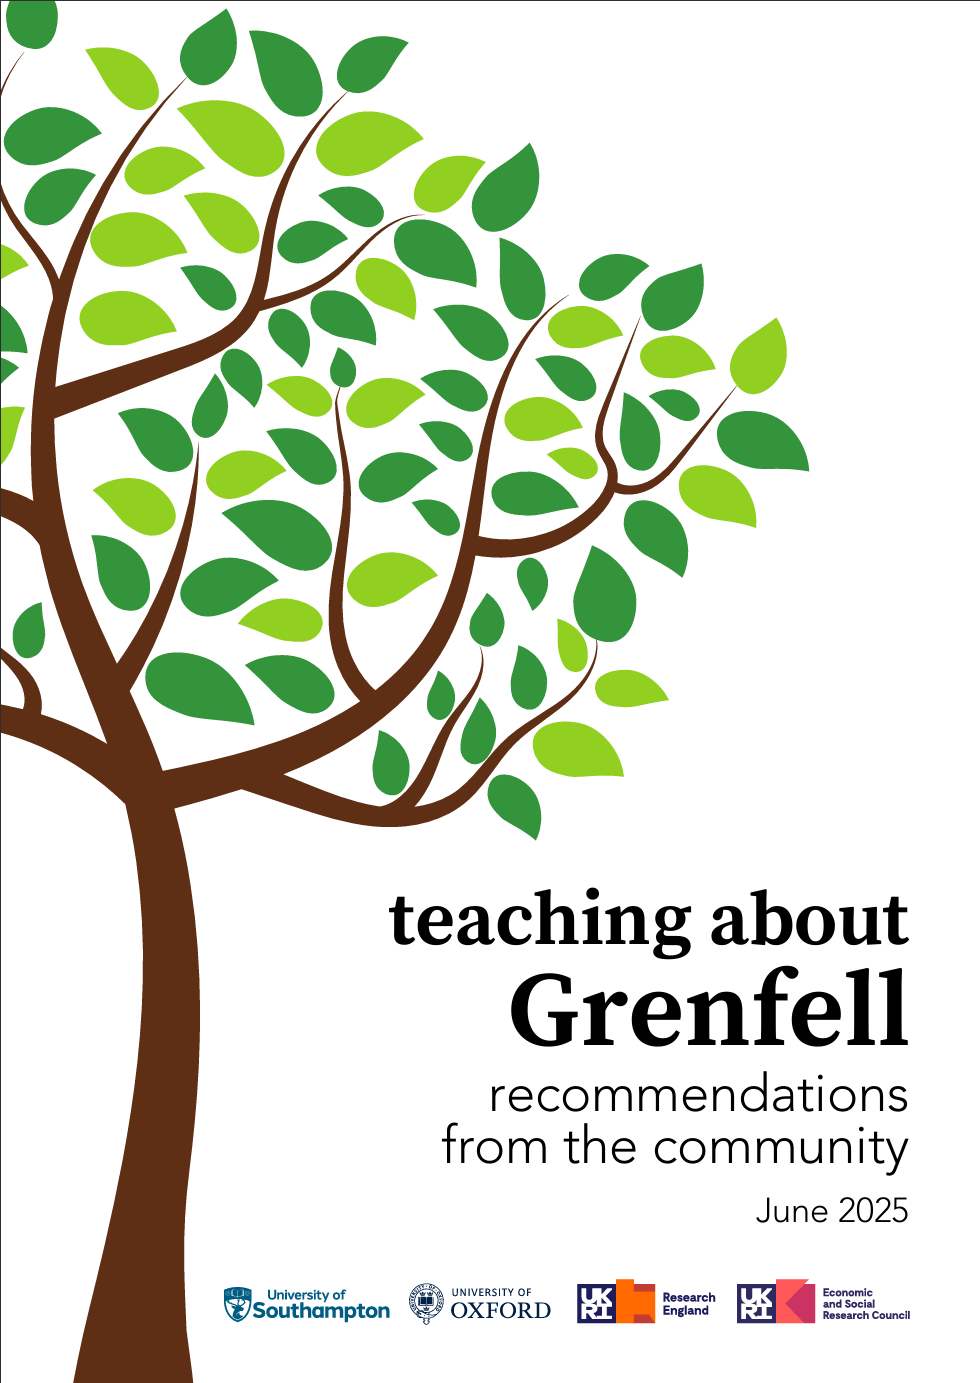 teaching about
Grenfell
recommendations
from the community
June 2025
University of
Southampton
UNIVERSITY OF
OXFORD
UK
RI
Research
England
UK
RI
Economic
and Social
Research Council